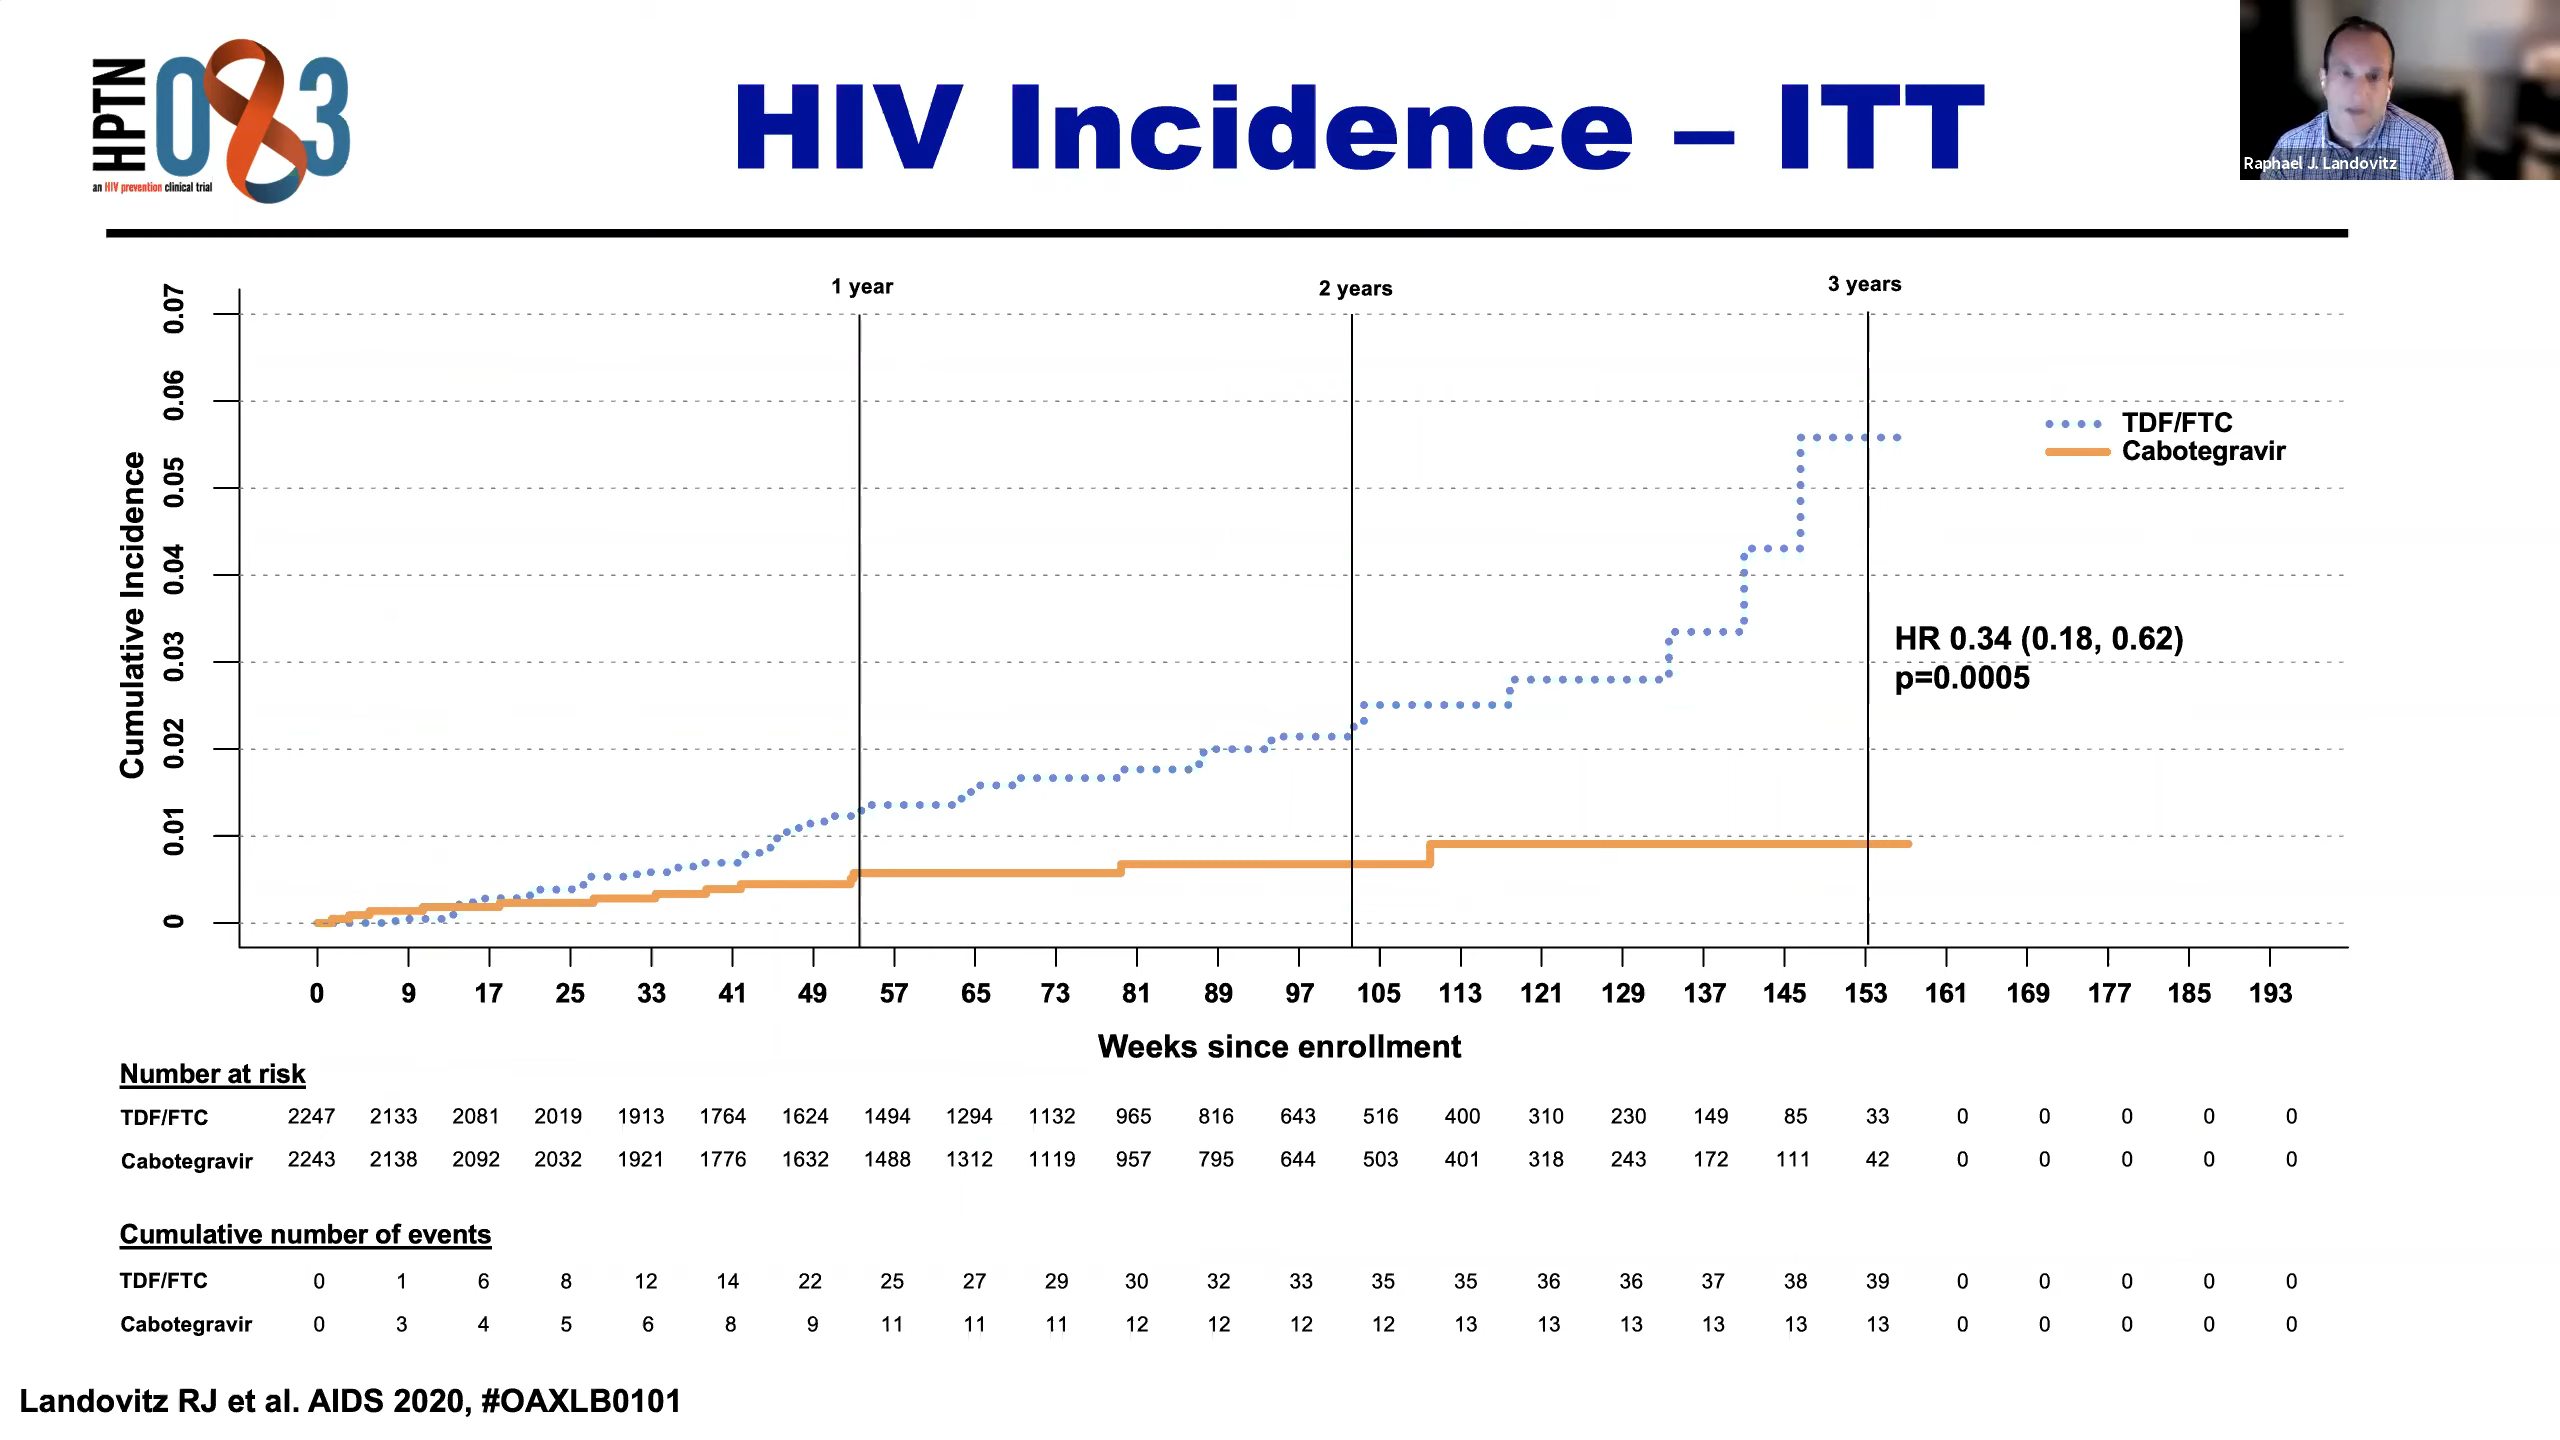 HPTN 083
an HIV prevention clinical trial
HIV Incidence – ITT
Raphael J. Landovitz
1 year
2 years
3 years
0.07
0.06
0.05
0.04
0.03
0.02
0.01
0
Cumulative Incidence
TDF/FTC
Cabotegravir
HR 0.34 (0.18, 0.62)
p=0.0005
0 9 17 25 33 41 49 57 65 73 81 89 97 105 113 121 129 137 145 153 161 169 177 185 193
Weeks since enrollment
Number at risk
TDF/FTC 2247 2133 2081 2019 1913 1764 1624 1494 1294 1132 965 816 643 516 400 310 230 149 85 33 0 0 0 0 0
Cabotegravir 2243 2138 2092 2032 1921 1776 1632 1488 1312 1119 957 795 644 503 401 318 243 172 111 42 0 0 0 0 0
Cumulative number of events
TDF/FTC 0 1 6 8 12 14 22 25 27 29 30 32 33 35 35 36 36 37 38 39 0 0 0 0 0
Cabotegravir 0 3 4 5 6 8 9 11 11 11 12 12 12 12 13 13 13 13 13 13 0 0 0 0 0
Landovitz RJ et al. AIDS 2020, #OAXLB0101